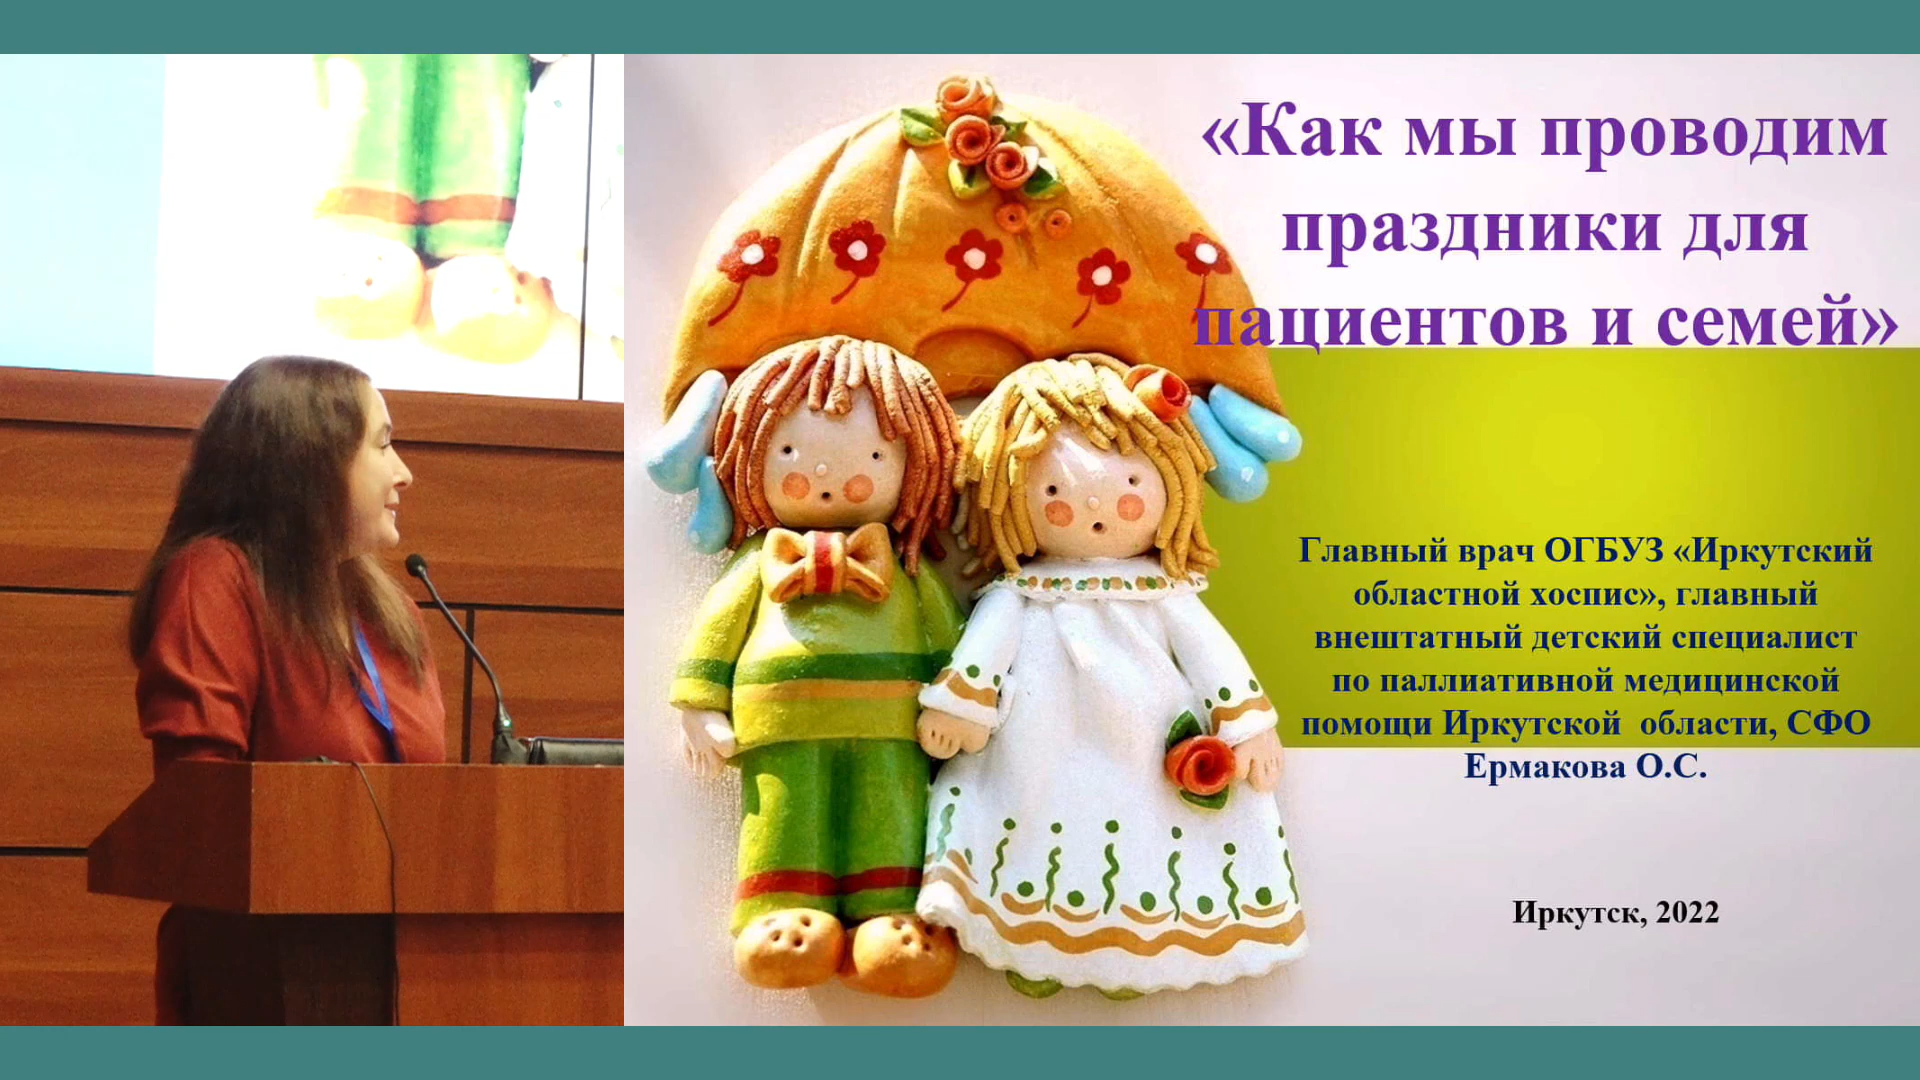 «Как мы проводим
праздники для
пациентов и семей»
Главный врач ОГБУЗ «Иркутский
областной хоспис», главный
внештатный детский специалист
по паллиативной медицинской
помощи Иркутской  области, СФО
Ермакова О.С.
Иркутск, 2022